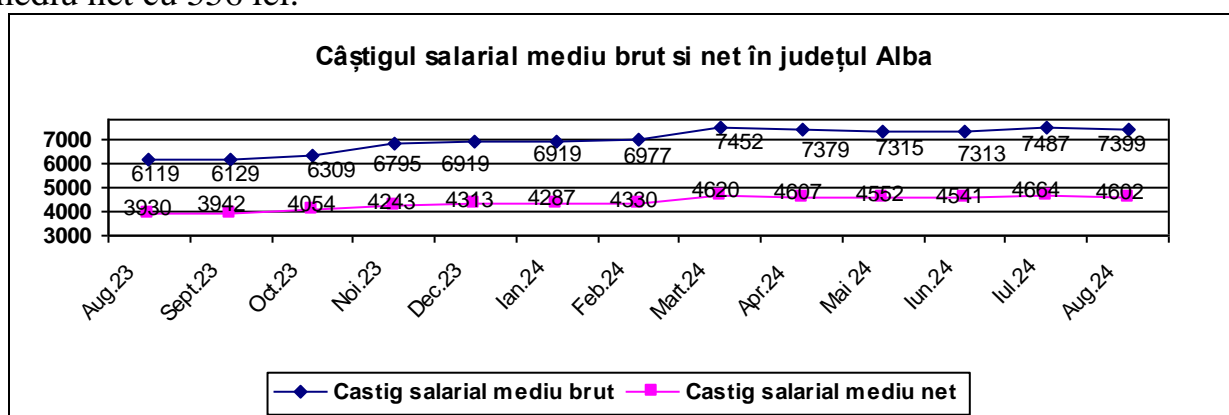 mediu net cu lei.
Câștigul salarial mediu brut si net în județul Alba
7000
6000
5000
4000
3000
6119 6129 6309 6795 6919 6919 6977 7452 7379 7315 7313 7487 7399
3930 3942 4054 4243 4313 4287 4330 4620 4607 4552 4541 4664 4602
Aug.23 Sept.23 Oct.23 Noi.23 Dec.23 Ian.24 Feb.24 Mart.24 Apr.24 Mai 24 Iun.24 Iul.24 Aug.24
Castig salarial mediu brut Castig salarial mediu net